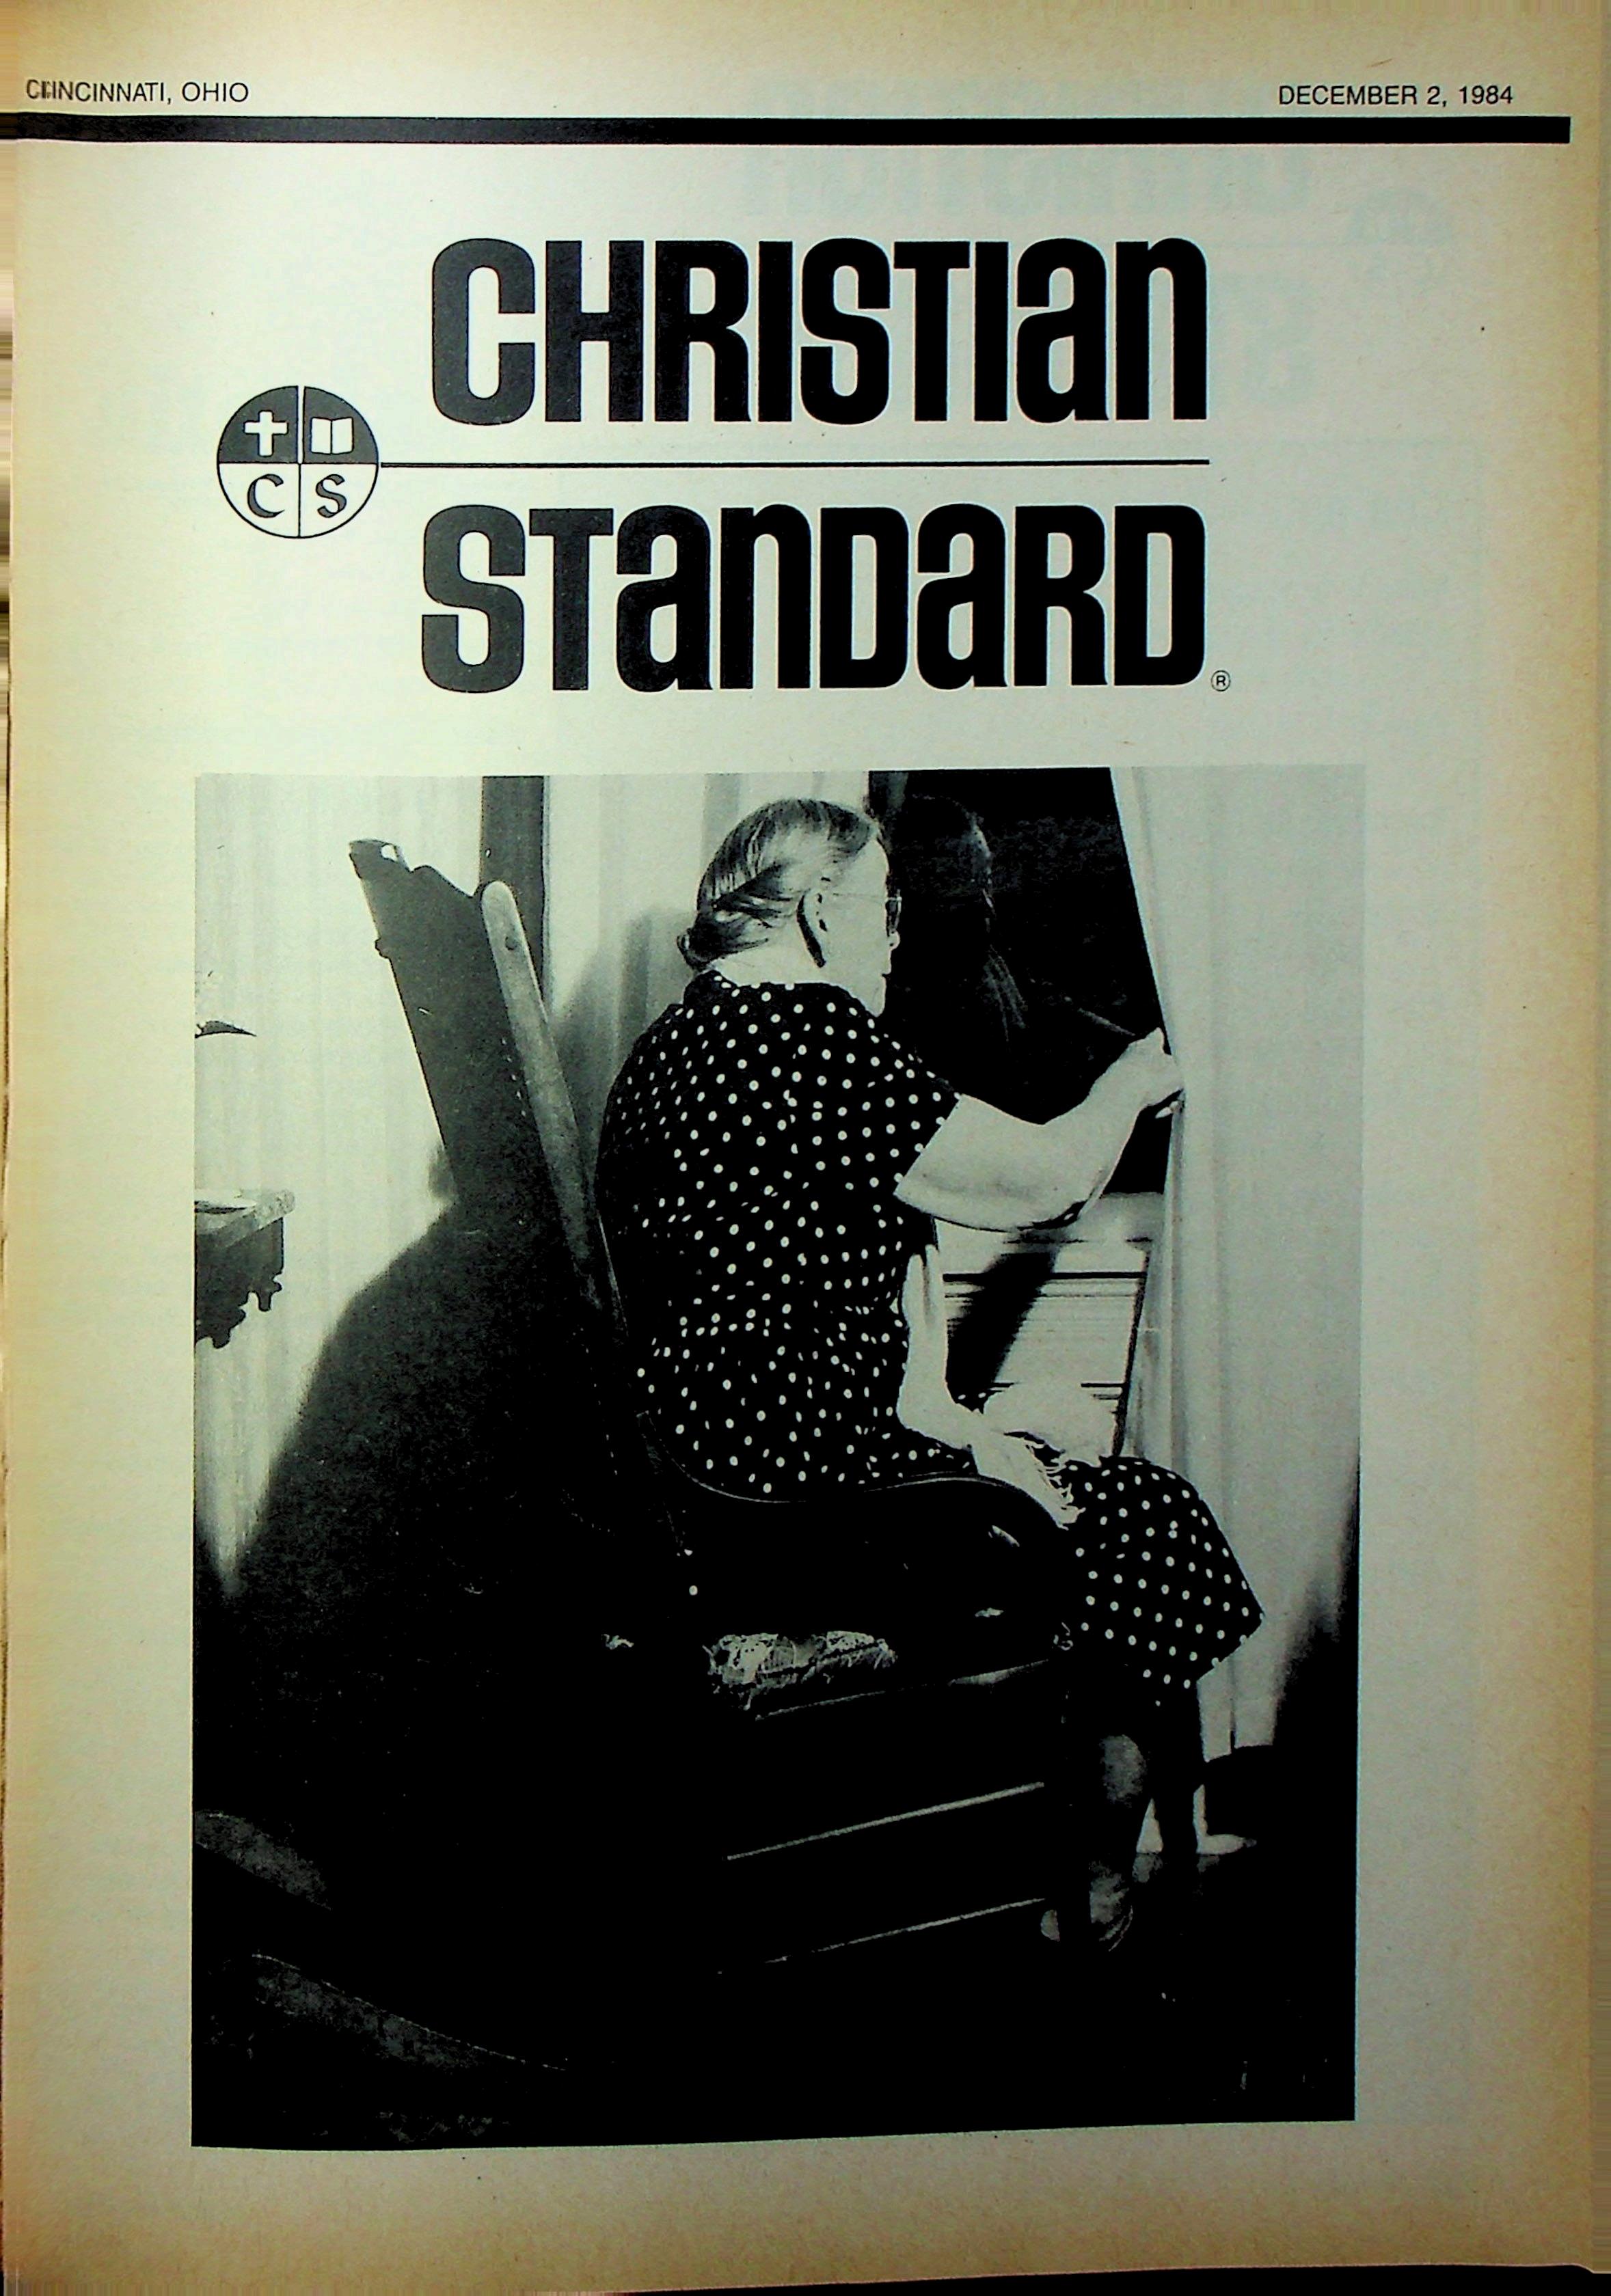 CINCINNATI, OHIO
DECEMBER 2, 1984
CHRISTIAN
C S
STANDARD®